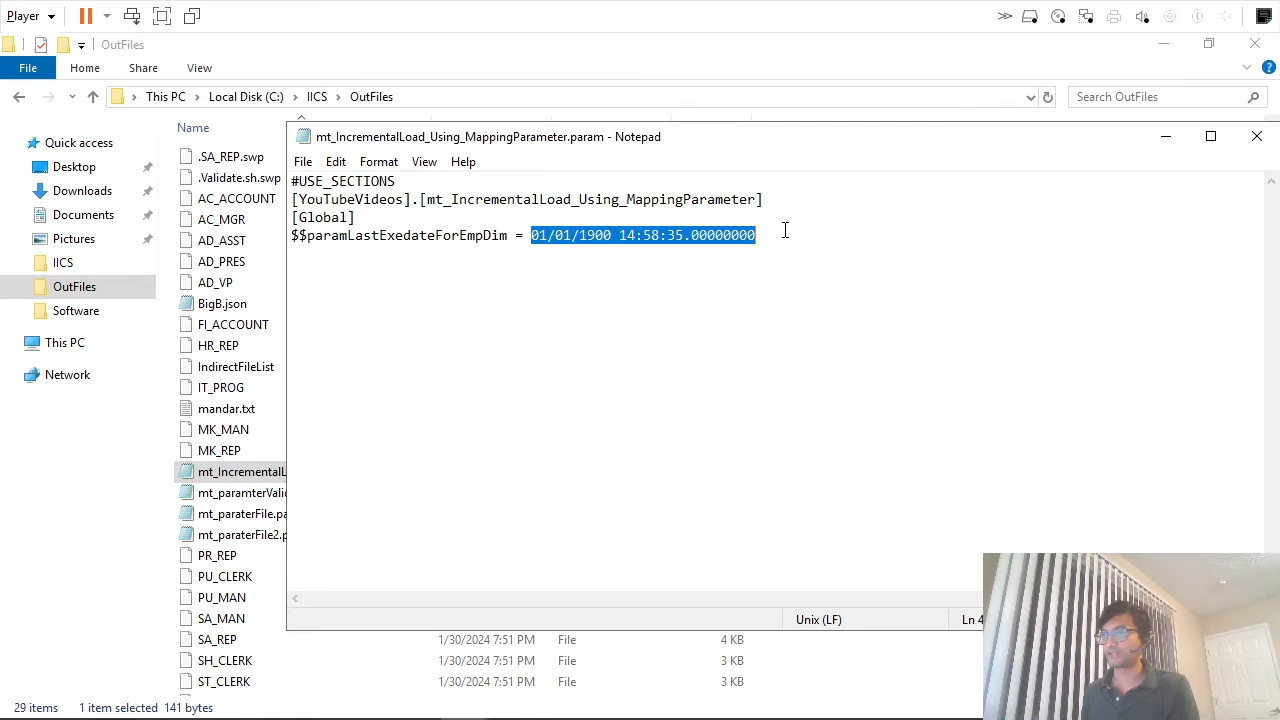 Player
OutFiles
File Home Share View
This PC Local Disk (C:) IICS OutFiles
Search OutFiles
Quick access
Desktop
Downloads
Documents
Pictures
IICS
OutFiles
Software
This PC
Network
Name
.SA_REP.swp
.Validate.sh.swp
AC_ACCOUNT
AC_MGR
AD_ASST
AD_PRES
AD_VP
BigB.json
FI_ACCOUNT
HR_REP
IndirectFileList
IT_PROG
mandar.txt
MK_MAN
MK_REP
mt_IncrementalL
mt_paramterValid
mt_paraterFile.pa
mt_paraterFile2.p
PR_REP
PU_CLERK
PU_MAN
SA_MAN
SA_REP 1/30/2024 7:51 PM File 4 KB
SH_CLERK 1/30/2024 7:51 PM File 3 KB
ST_CLERK 1/30/2024 7:51 PM File 3 KB
mt_IncrementalLoad_Using_MappingParameter.param - Notepad
File Edit Format View Help
#USE_SECTIONS
[YouTubeVideos].[mt_IncrementalLoad_Using_MappingParameter]
[Global]
$$paramLastExedateForEmpDim = 01/01/1900 14:58:35.00000000
Unix (LF) Ln 4
29 items 1 item selected 141 bytes